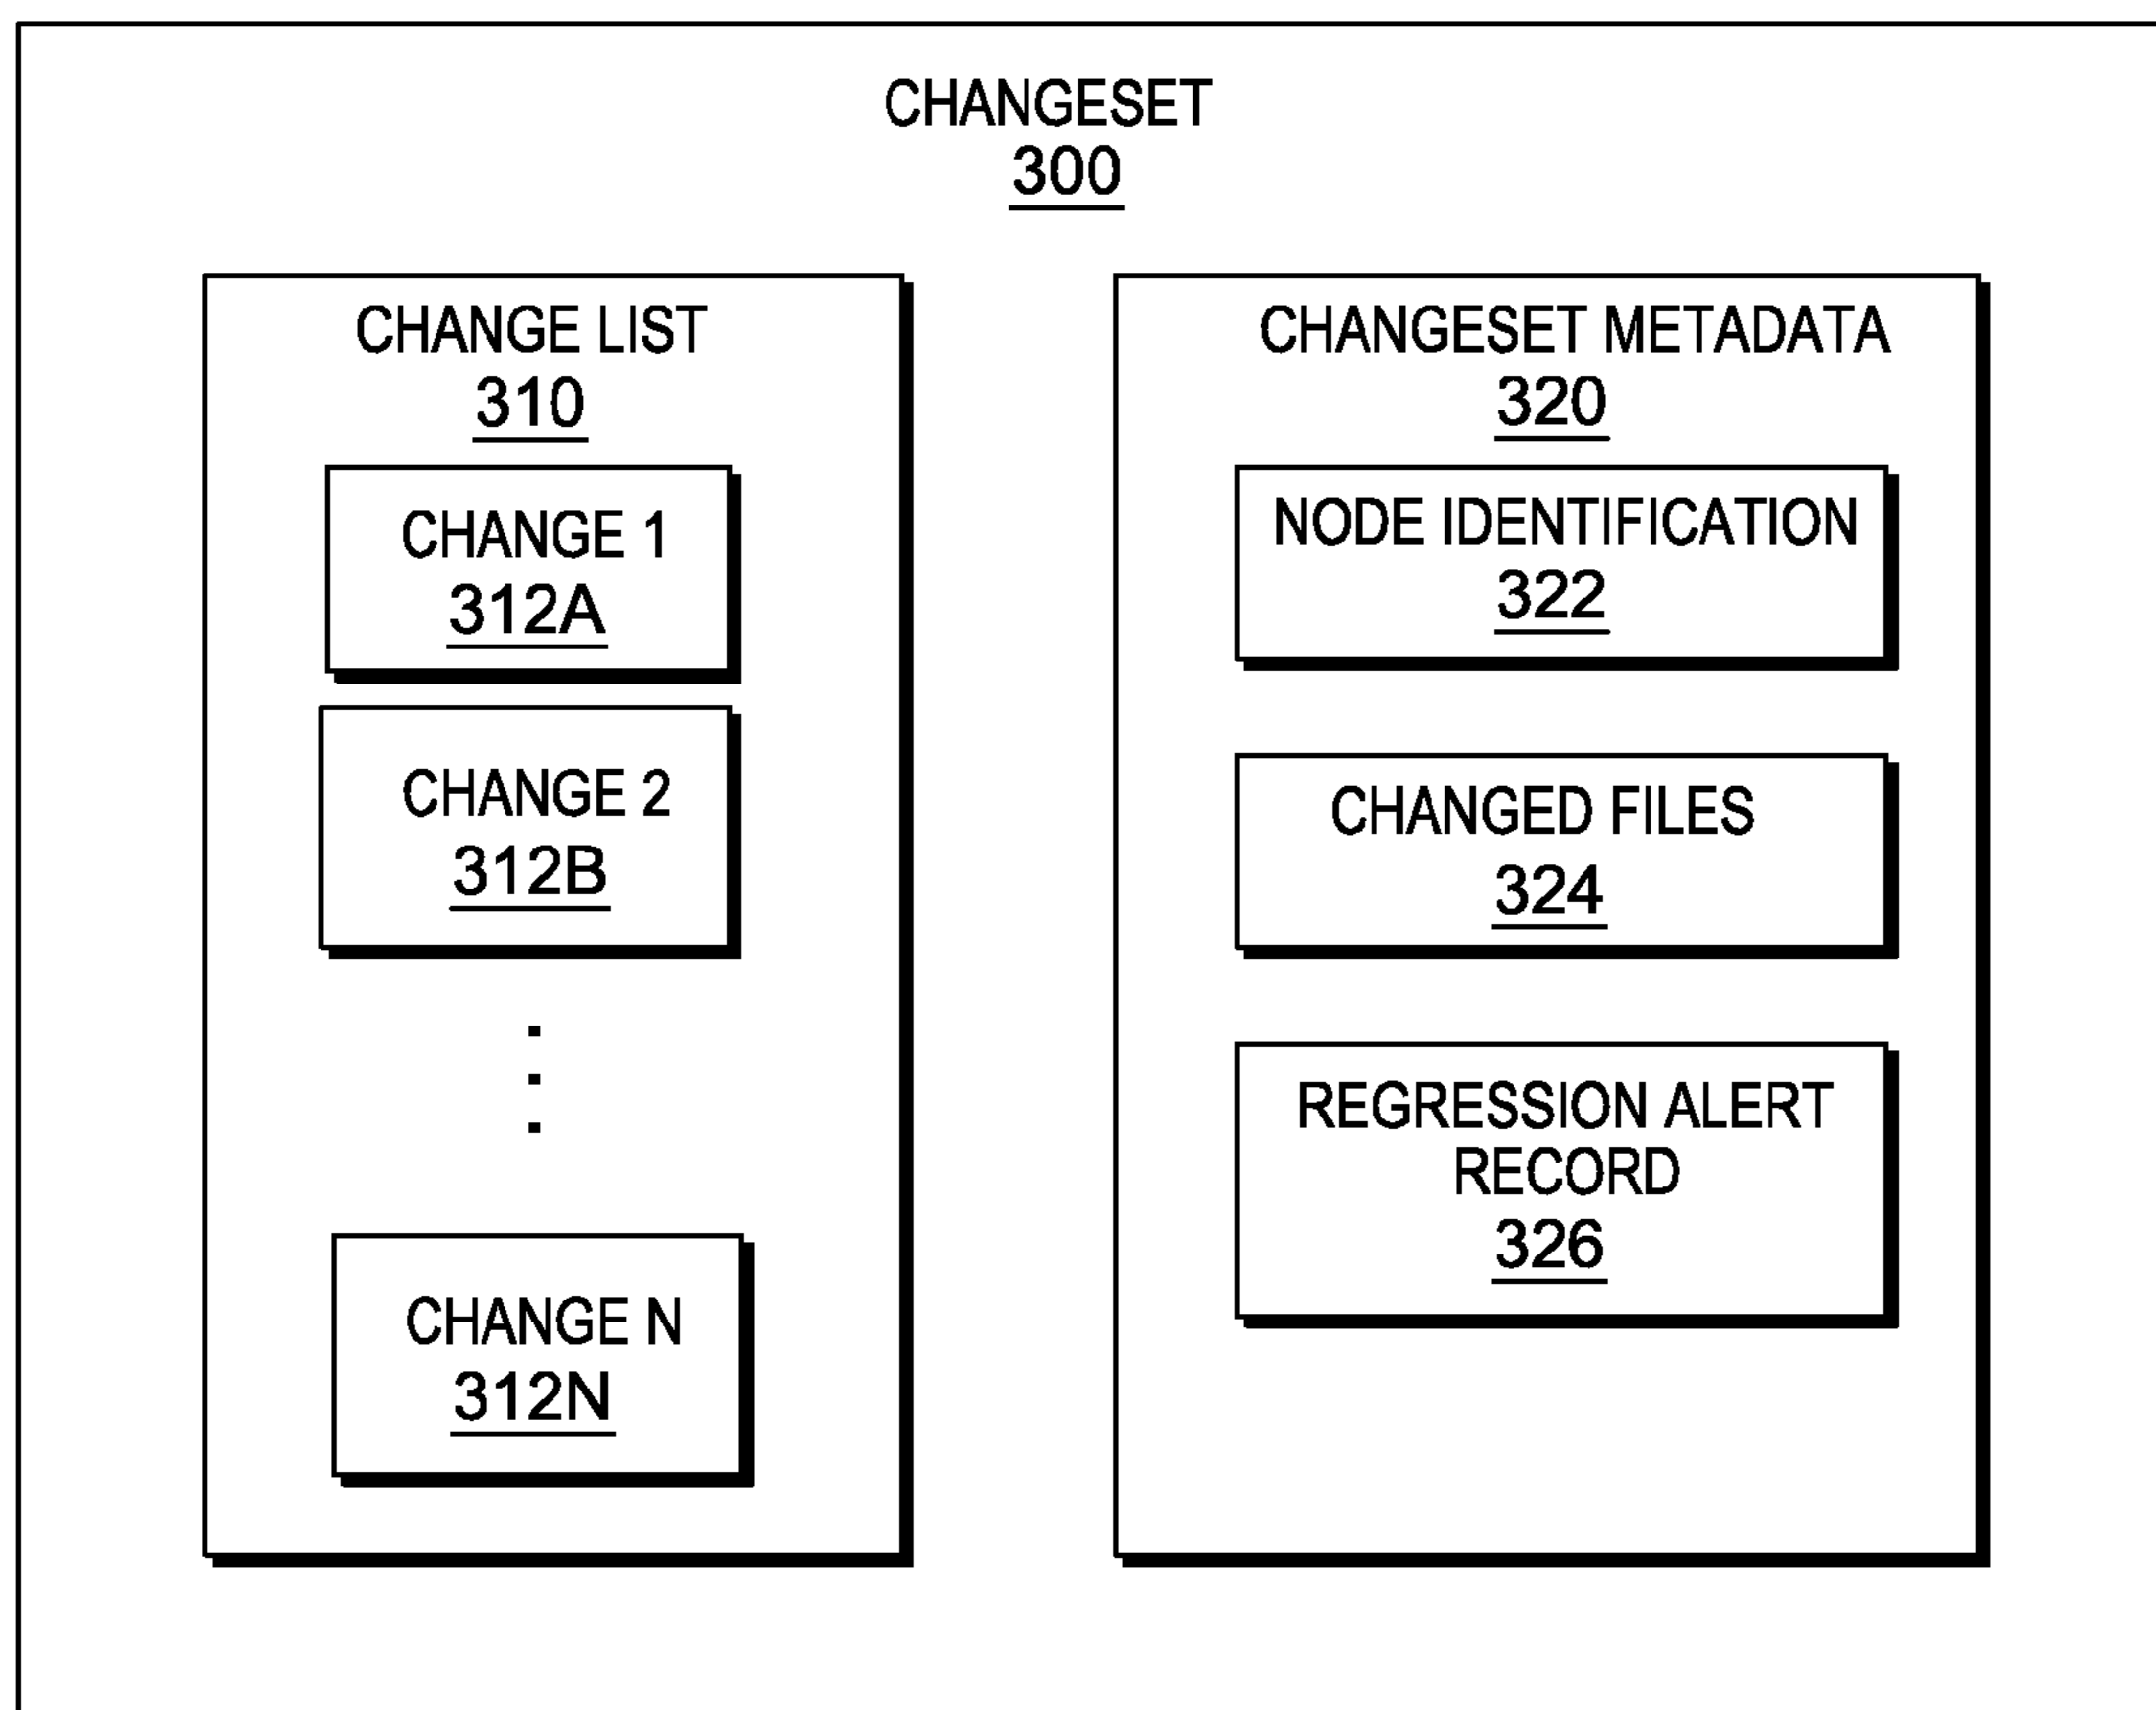 CHANGESET
300
CHANGE LIST
310
CHANGE 1
312A
CHANGE 2
312B
CHANGE N
312N
CHANGESET METADATA
320
NODE IDENTIFICATION
322
CHANGED FILES
324
REGRESSION ALERT
RECORD
326